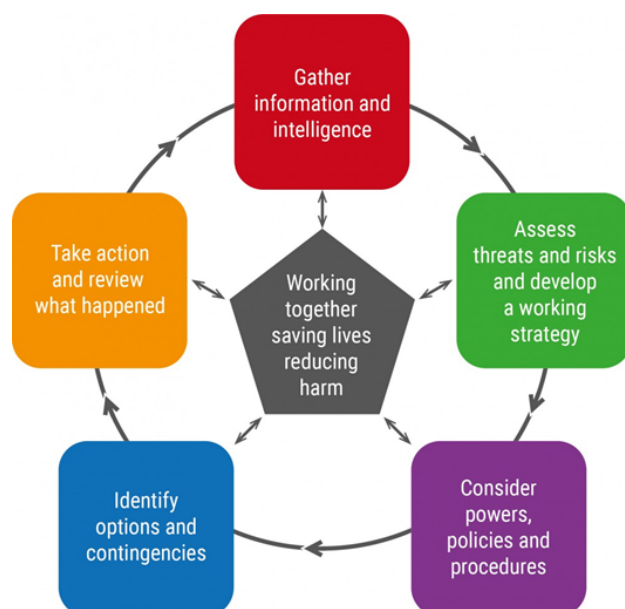 Gather
information and
intelligence
Assess
threats and risks
and develop
a working
strategy
Consider
powers,
policies and
procedures
Identify
options and
contingencies
Take action
and review
what happened
Working
together
saving lives
reducing
harm